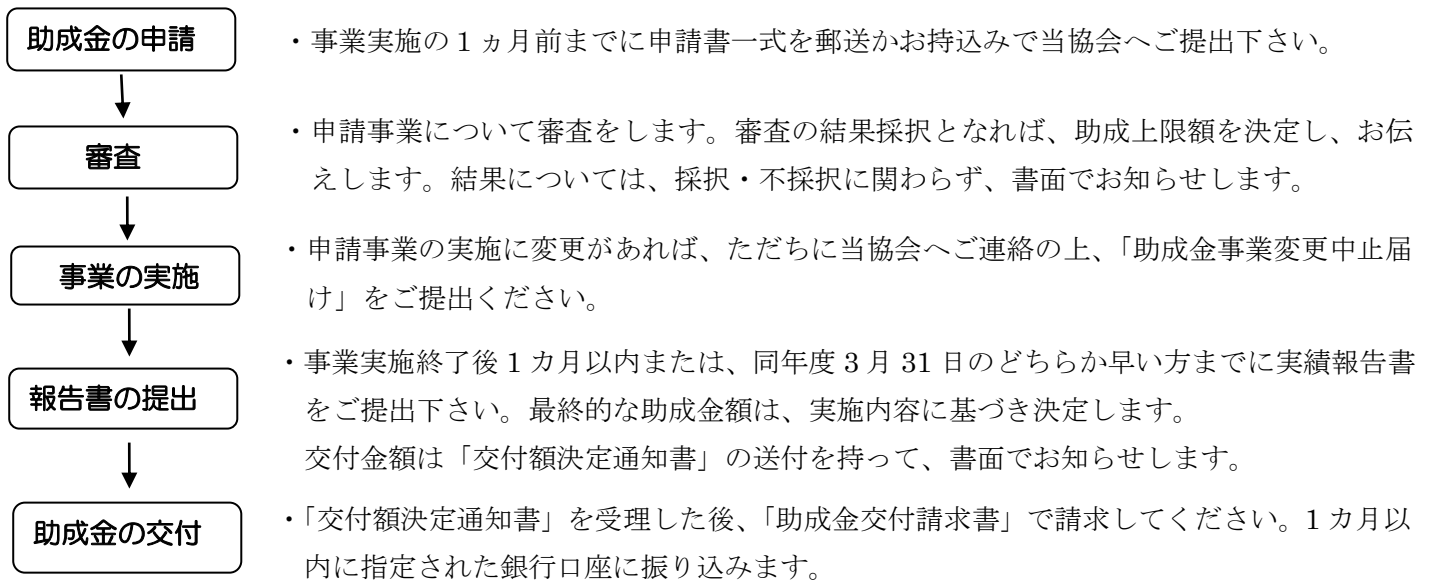 助成金の申請
・事業実施の1ヵ月前までに申請書一式を郵送かお持込みで当協会へご提出下さい。
審査
・申請事業について審査をします。審査の結果採択となれば、助成上限額を決定し、お伝
えします。結果については、採択・不採択に関わらず、書面でお知らせします。
事業の実施
・申請事業の実施に変更があれば、ただちに当協会へご連絡の上、「助成金事業変更中止届
け」をご提出ください。
報告書の提出
・事業実施終了後1カ月以内または、同年度3月31日のどちらか早い方までに実績報告書
をご提出下さい。最終的な助成金額は、実施内容に基づき決定します。
交付金額は「交付額決定通知書」の送付を持って、書面でお知らせします。
助成金の交付
・「交付額決定通知書」を受理した後、「助成金交付請求書」で請求してください。1カ月以
内に指定された銀行口座に振り込みます。